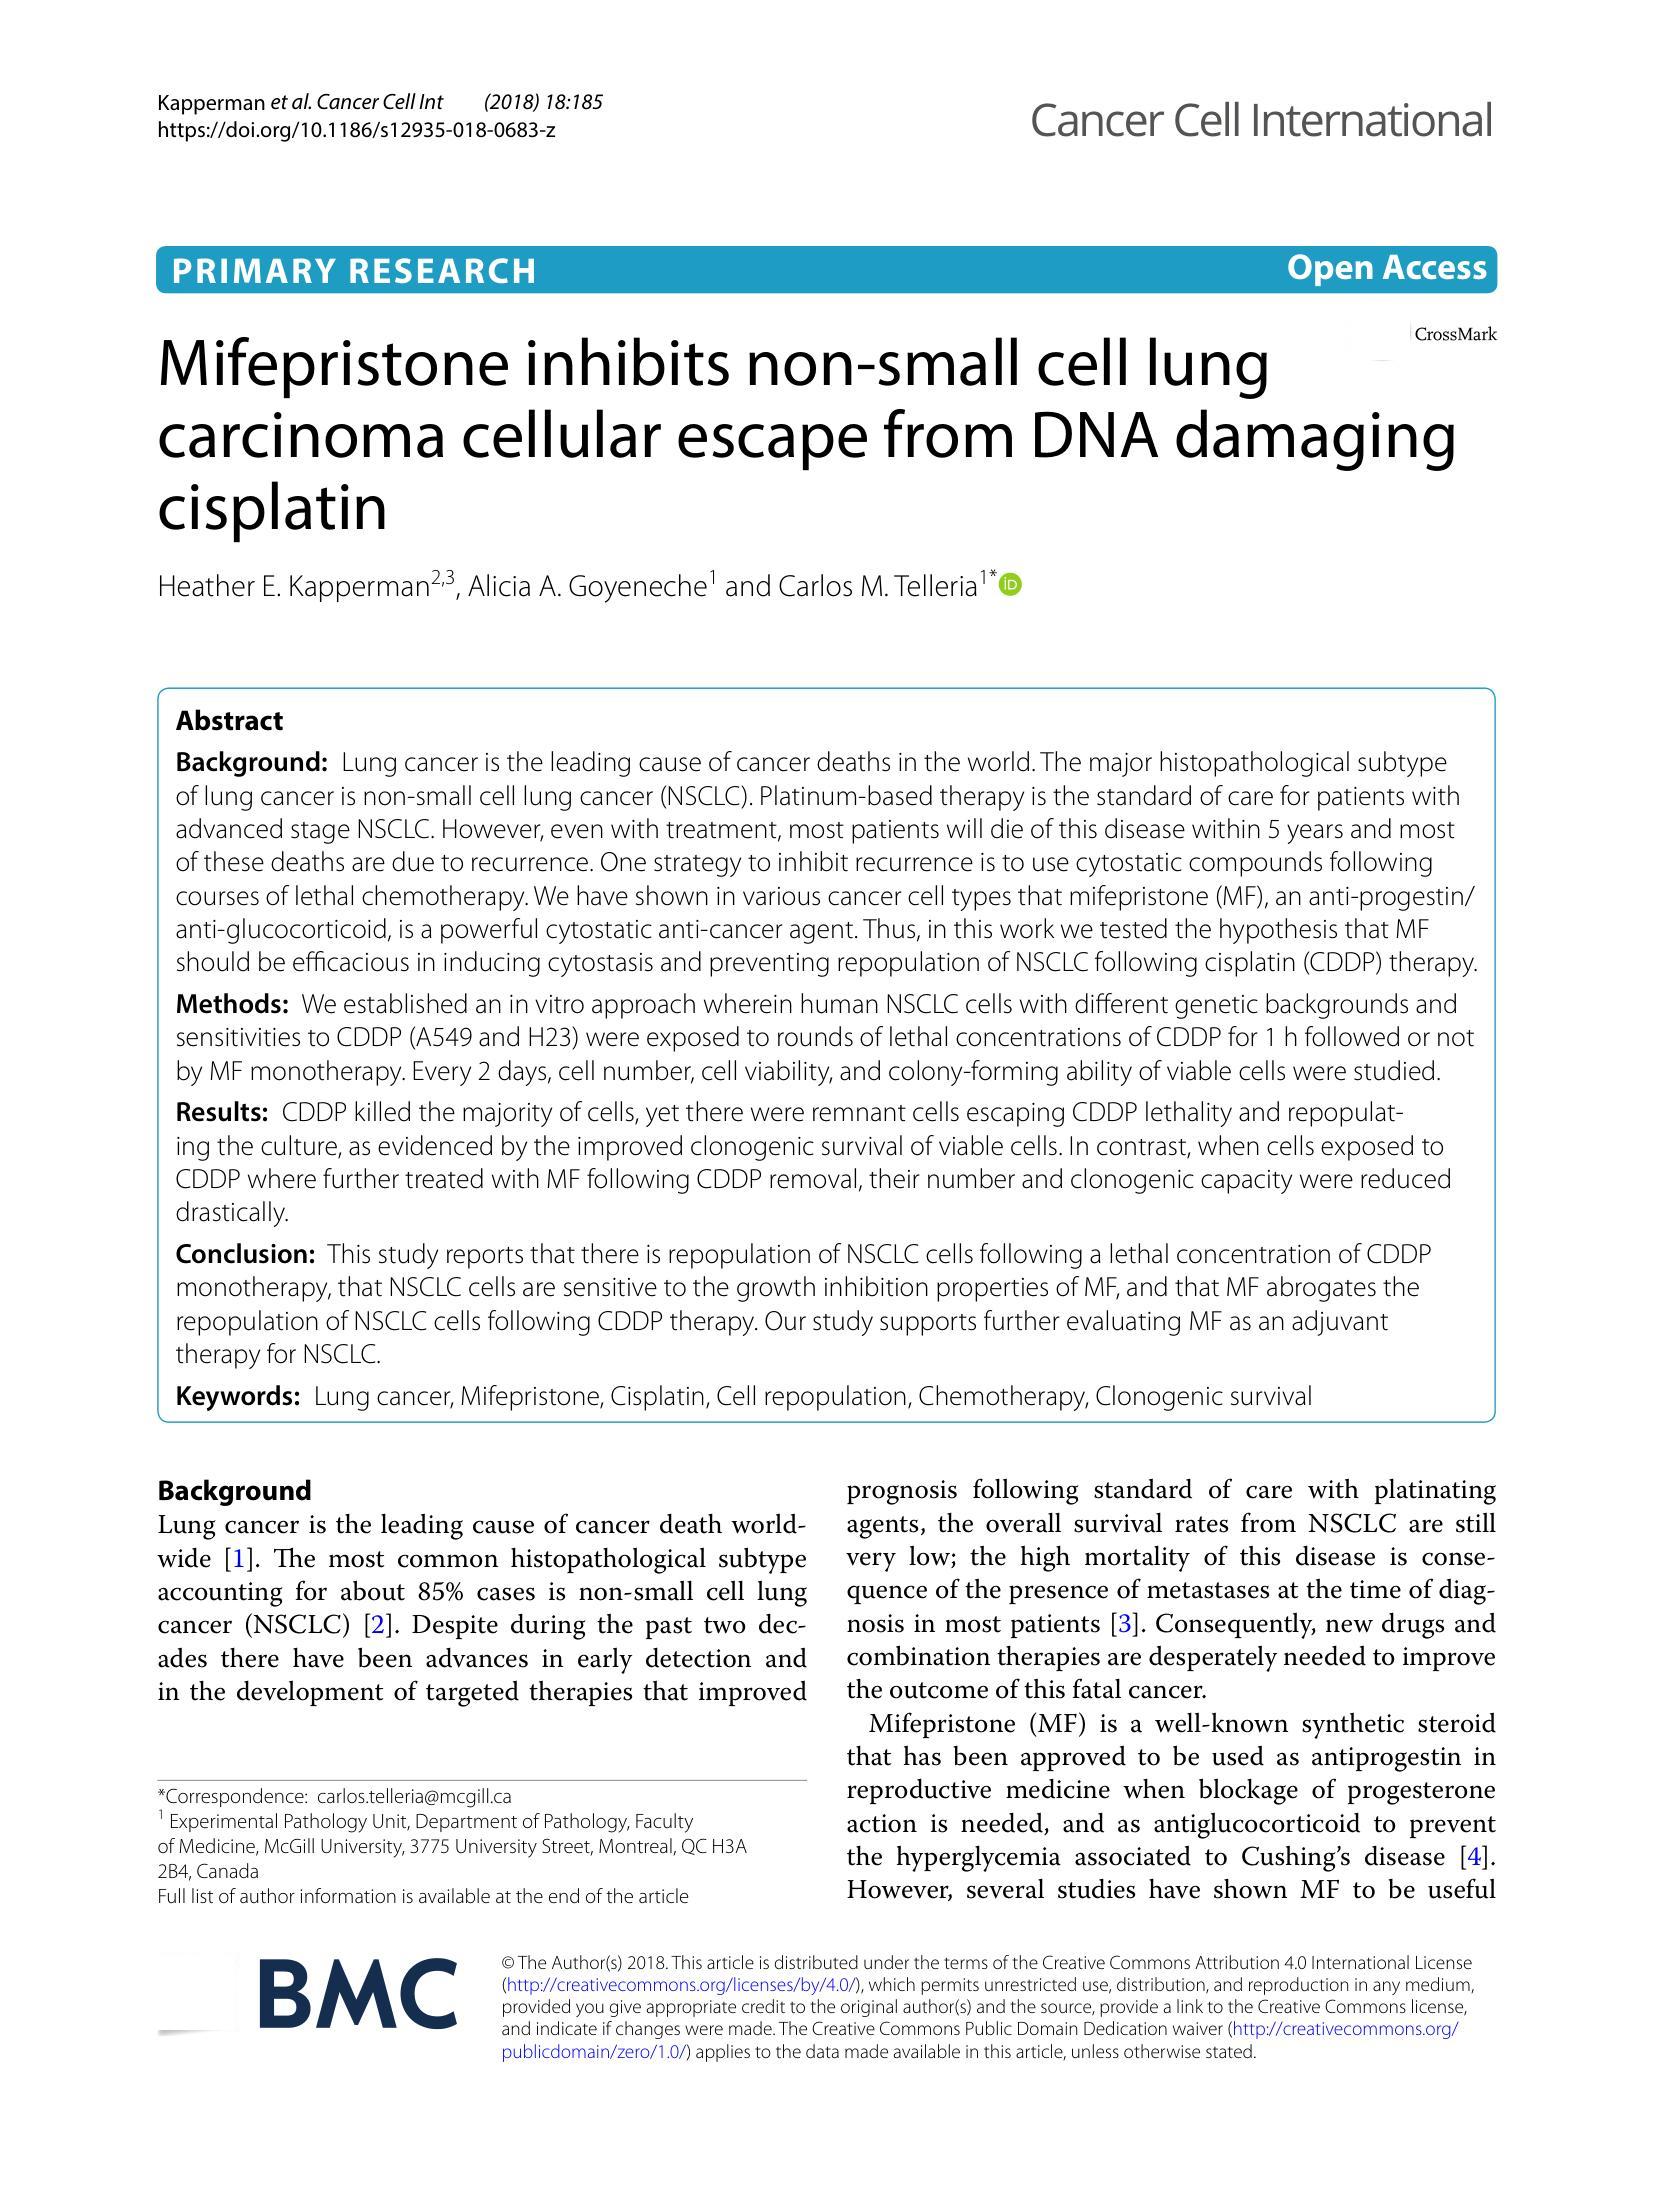 Kapperman et al. Cancer Cell Int (2018) 18:185
https://doi.org/10.1186/s12935-018-0683-z
Cancer Cell International
PRIMARY RESEARCH
Open Access
CrossMark
Mifepristone inhibits non-small cell lung
carcinoma cellular escape from DNA damaging
cisplatin
Heather E. Kapperman2,3, Alicia A. Goyeneche1 and Carlos M. Telleria1* iD
Abstract
Background: Lung cancer is the leading cause of cancer deaths in the world. The major histopathological subtype
of lung cancer is non-small cell lung cancer (NSCLC). Platinum-based therapy is the standard of care for patients with
advanced stage NSCLC. However, even with treatment, most patients will die of this disease within 5 years and most
of these deaths are due to recurrence. One strategy to inhibit recurrence is to use cytostatic compounds following
courses of lethal chemotherapy. We have shown in various cancer cell types that mifepristone (MF), an anti-progestin/
anti-glucocorticoid, is a powerful cytostatic anti-cancer agent. Thus, in this work we tested the hypothesis that MF
should be efficacious in inducing cytostasis and preventing repopulation of NSCLC following cisplatin (CDDP) therapy.
Methods: We established an in vitro approach wherein human NSCLC cells with different genetic backgrounds and
sensitivities to CDDP (A549 and H23) were exposed to rounds of lethal concentrations of CDDP for 1 h followed or not
by MF monotherapy. Every 2 days, cell number, cell viability, and colony-forming ability of viable cells were studied.
Results: CDDP killed the majority of cells, yet there were remnant cells escaping CDDP lethality and repopulat-
ing the culture, as evidenced by the improved clonogenic survival of viable cells. In contrast, when cells exposed to
CDDP where further treated with MF following CDDP removal, their number and clonogenic capacity were reduced
drastically.
Conclusion: This study reports that there is repopulation of NSCLC cells following a lethal concentration of CDDP
monotherapy, that NSCLC cells are sensitive to the growth inhibition properties of MF, and that MF abrogates the
repopulation of NSCLC cells following CDDP therapy. Our study supports further evaluating MF as an adjuvant
therapy for NSCLC.
Keywords: Lung cancer, Mifepristone, Cisplatin, Cell repopulation, Chemotherapy, Clonogenic survival
Background
Lung cancer is the leading cause of cancer death world-
wide [1]. The most common histopathological subtype
accounting for about 85% cases is non-small cell lung
cancer (NSCLC) [2]. Despite during the past two dec-
ades there have been advances in early detection and
in the development of targeted therapies that improved
prognosis following standard of care with platinating
agents, the overall survival rates from NSCLC are still
very low; the high mortality of this disease is conse-
quence of the presence of metastases at the time of diag-
nosis in most patients [3]. Consequently, new drugs and
combination therapies are desperately needed to improve
the outcome of this fatal cancer.
Mifepristone (MF) is a well-known synthetic steroid
that has been approved to be used as antiprogestin in
reproductive medicine when blockage of progesterone
action is needed, and as antiglucocorticoid to prevent
the hyperglycemia associated to Cushing's disease [4].
However, several studies have shown MF to be useful
*Correspondence: carlos.telleria@mcgill.ca
1 Experimental Pathology Unit, Department of Pathology, Faculty
of Medicine, McGill University, 3775 University Street, Montreal, QC H3A
2B4, Canada
Full list of author information is available at the end of the article
BMC
© The Author(s) 2018. This article is distributed under the terms of the Creative Commons Attribution 4.0 International License
(http://creativecommons.org/licenses/by/4.0/), which permits unrestricted use, distribution, and reproduction in any medium,
provided you give appropriate credit to the original author(s) and the source, provide a link to the Creative Commons license,
and indicate if changes were made. The Creative Commons Public Domain Dedication waiver (http://creativecommons.org/
publicdomain/zero/1.0/) applies to the data made available in this article, unless otherwise stated.